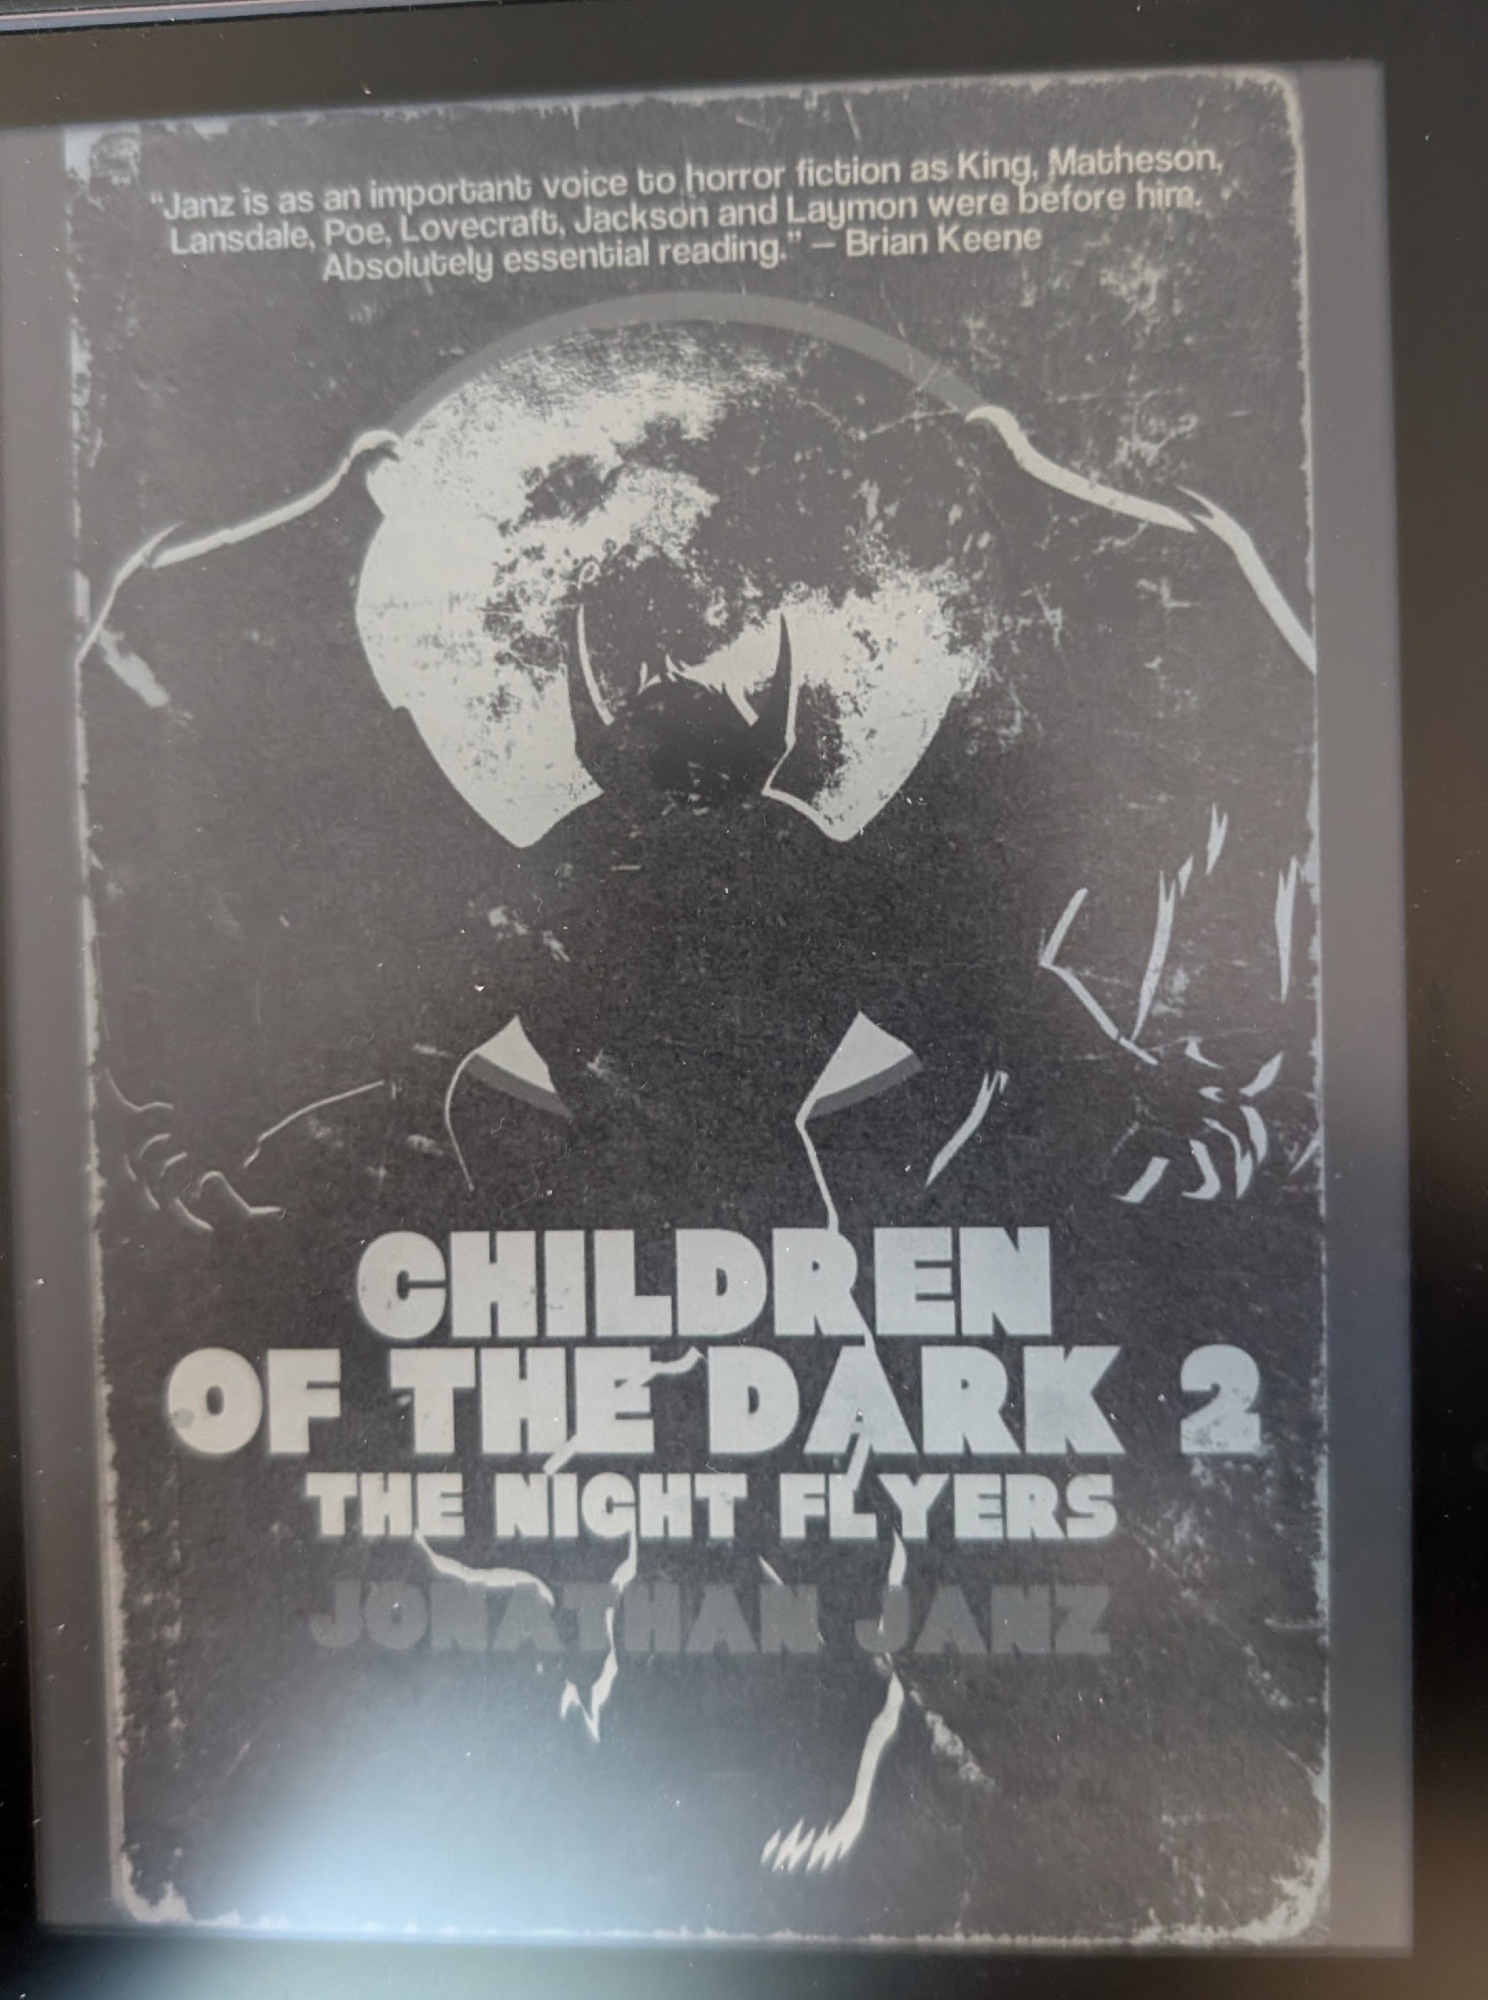 “Janz is as an important voice to horror fiction as King, Matheson,
Lansdale, Poe, Lovecraft, Jackson and Laymon were before him.
Absolutely essential reading.” – Brian Keene
CHILDREN
OF THE DARK 2
THE NIGHT FLYERS
JONATHAN JANZ